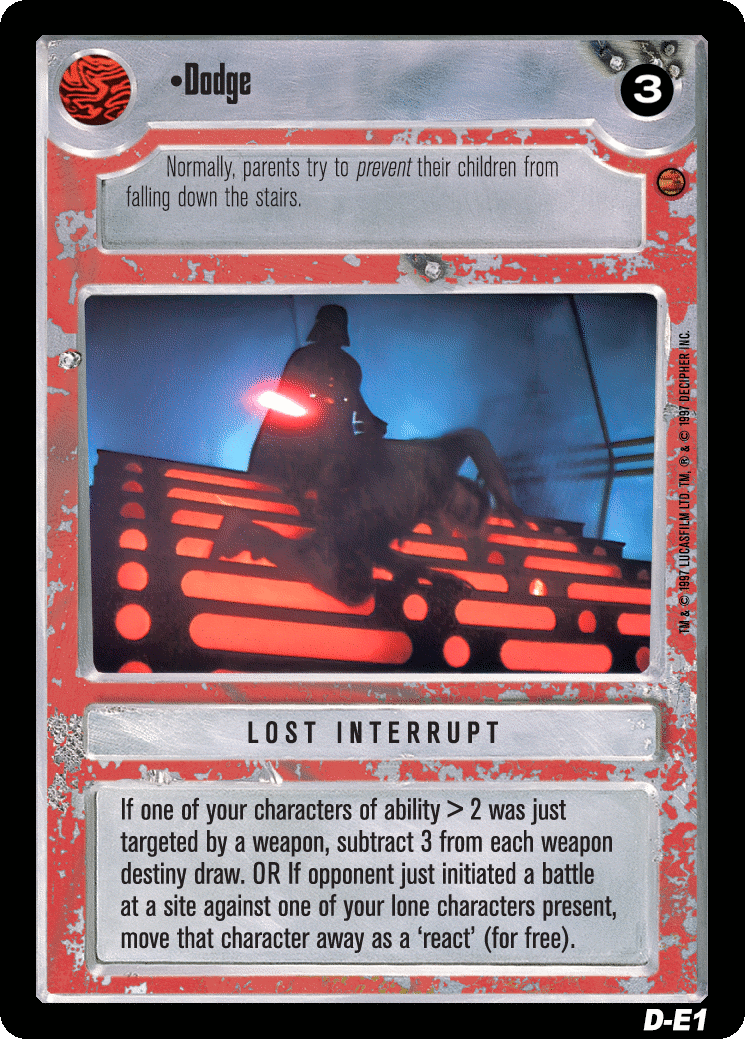 •Dodge
3
Normally, parents try to prevent their children from
falling down the stairs.
TM & © 1997 LUCASFILM LTD. TM, ® & © 1997 DECIPHER INC.
LOST INTERRUPT
If one of your characters of ability > 2 was just
targeted by a weapon, subtract 3 from each weapon
destiny draw. OR If opponent just initiated a battle
at a site against one of your lone characters present,
move that character away as a ‘react’ (for free).
D-E1